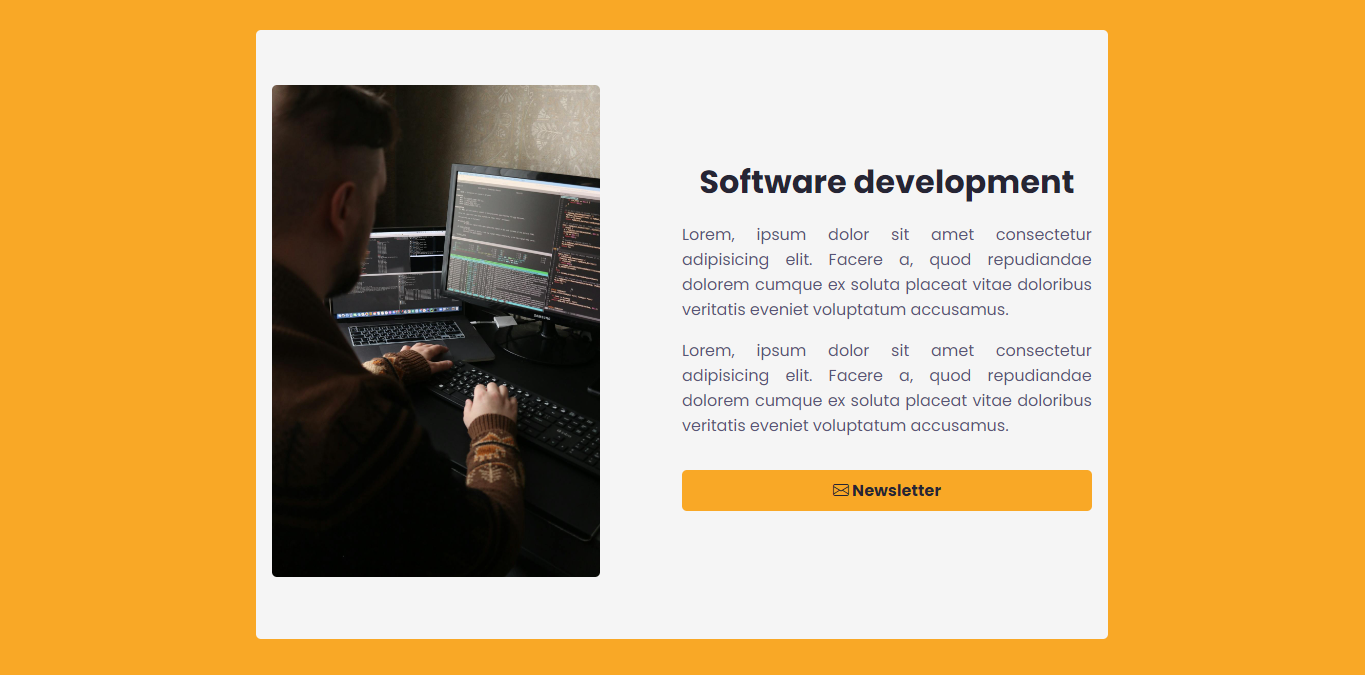 Software development
Lorem, ipsum dolor sit amet consectetur
adipisicing elit. Facere a, quod repudiandae
dolorem cumque ex soluta placeat vitae doloribus
veritatis eveniet voluptatum accusamus.
Lorem, ipsum dolor sit amet consectetur
adipisicing elit. Facere a, quod repudiandae
dolorem cumque ex soluta placeat vitae doloribus
veritatis eveniet voluptatum accusamus.
Newsletter